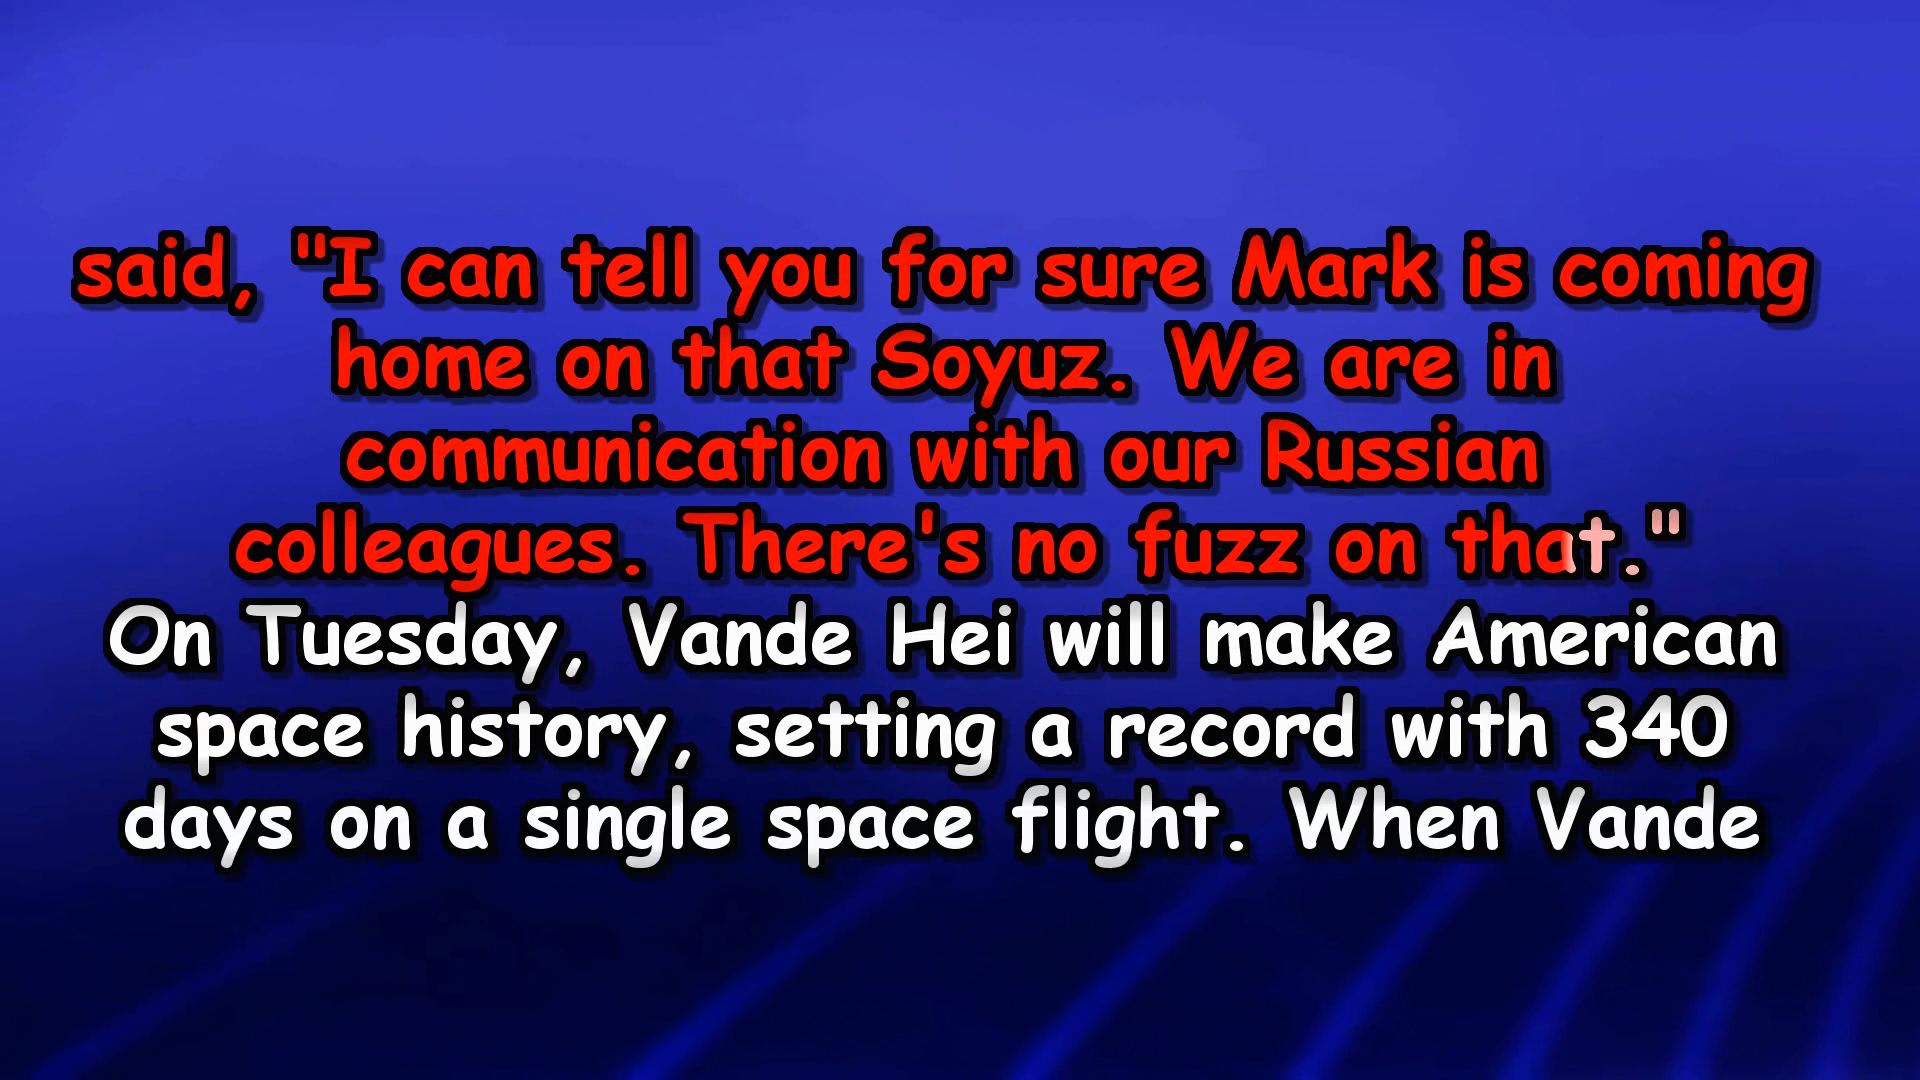 said, "I can tell you for sure Mark is coming
home on that Soyuz. We are in
communication with our Russian
colleagues. There's no fuzz on that."
On Tuesday, Vande Hei will make American
space history, setting a record with 340
days on a single space flight. When Vande